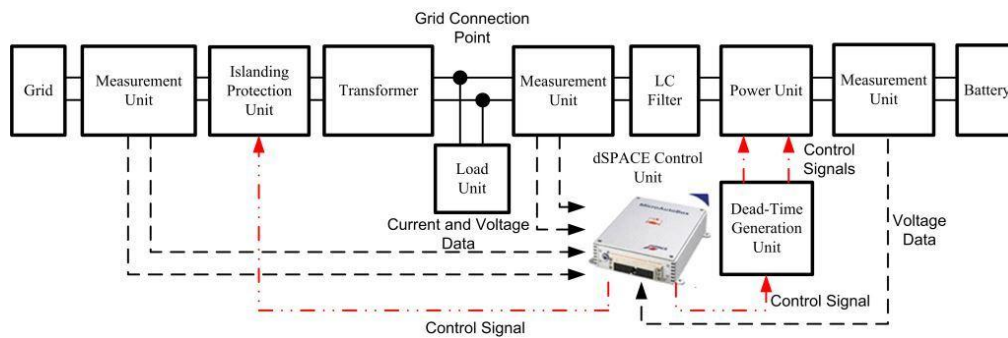 Grid Connection
Point
Grid
Measurement
Unit
Islanding
Protection
Unit
Transformer
Measurement
Unit
LC
Filter
Power Unit
Measurement
Unit
Battery
Load
Unit
dSPACE Control
Unit
Control
Signals
Dead-Time
Generation
Unit
Current and Voltage
Data
Voltage
Data
MicroAutoBox
Control Signal
Control Signal